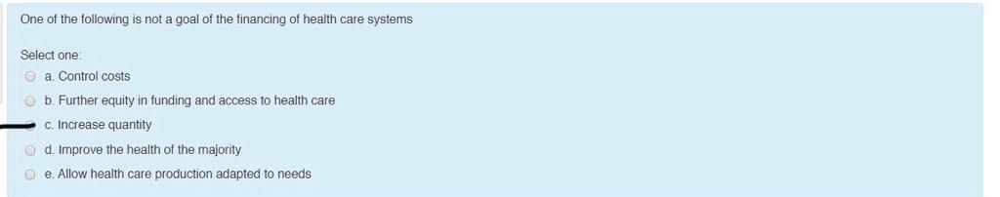 One of the following is not a goal of the financing of health care systems
Select one:
a. Control costs
b. Further equity in funding and access to health care
c. Increase quantity
d. Improve the health of the majority
e. Allow health care production adapted to needs